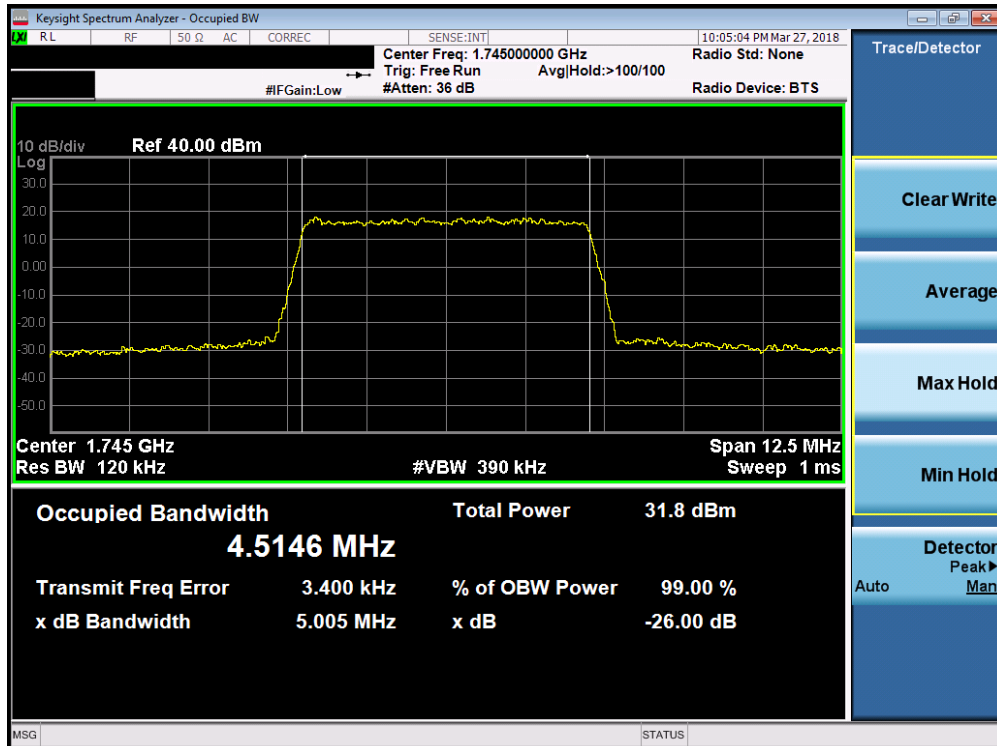 Keysight Spectrum Analyzer - Occupied BW
LXI RL RF 50 Ω AC CORREC SENSE:INT 10:05:04 PM Mar 27, 2018
Center Freq: 1.745000000 GHz Radio Std: None
Trig: Free Run Avg|Hold:>100/100
#IFGain:Low #Atten: 36 dB Radio Device: BTS
10 dB/div Ref 40.00 dBm
Log
30.0
20.0
10.0
0.00
-10.0
-20.0
-30.0
-40.0
-50.0
Center 1.745 GHz Span 12.5 MHz
Res BW 120 kHz #VBW 390 kHz Sweep 1 ms
Occupied Bandwidth Total Power 31.8 dBm
4.5146 MHz
Transmit Freq Error 3.400 kHz % of OBW Power 99.00 %
x dB Bandwidth 5.005 MHz x dB -26.00 dB
Trace/Detector
Clear Write
Average
Max Hold
Min Hold
Detector
Peak▶
Auto Man
MSG STATUS